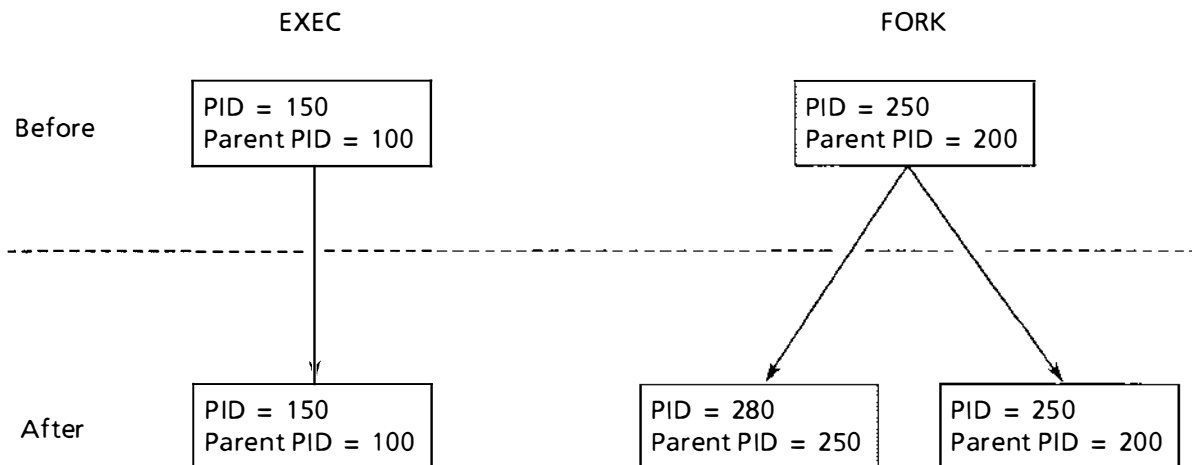 EXEC
FORK
Before
PID = 150
Parent PID = 100
PID = 250
Parent PID = 200
After
PID = 150
Parent PID = 100
PID = 280
Parent PID = 250
PID = 250
Parent PID = 200